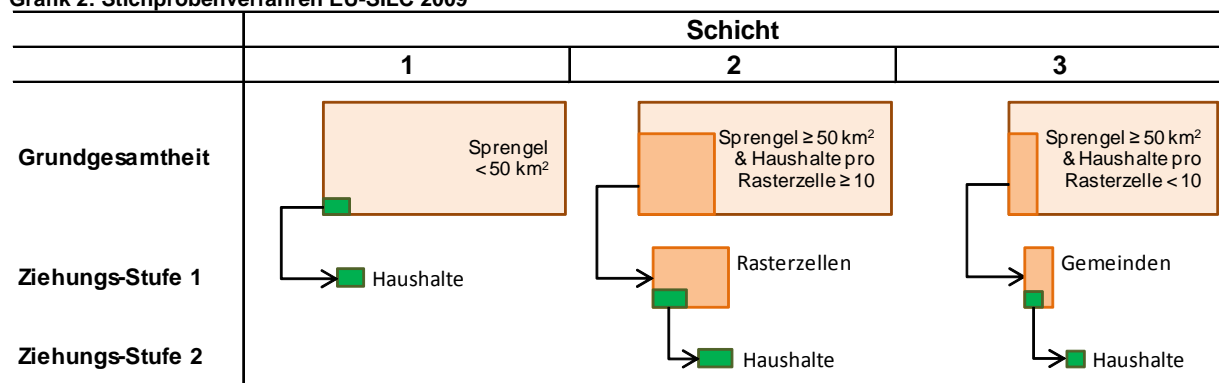 Grafik 2: Stichprobenverfahren EU-SILC 2009
Schicht
1 2 3
Grundgesamtheit
Sprengel
<50 km²
Sprengel ≥ 50 km²
& Haushalte pro
Rasterzelle ≥ 10
Sprengel ≥ 50 km²
& Haushalte pro
Rasterzelle < 10
Ziehungs-Stufe 1
Haushalte
Rasterzellen
Gemeinden
Ziehungs-Stufe 2
Haushalte
Haushalte